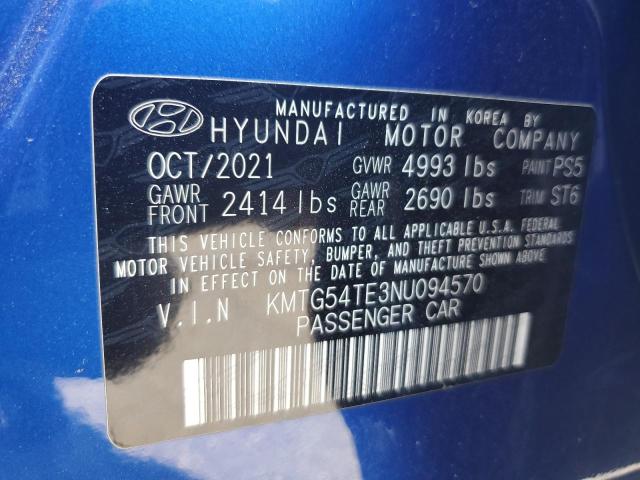 MANUFACTURED IN KOREA BY
HYUNDAI MOTOR COMPANY
OCT/2021 GVWR 4993 lbs PAINT PS5
GAWR FRONT 2414 lbs GAWR REAR 2690 lbs TRIM ST6
THIS VEHICLE CONFORMS TO ALL APPLICABLE U.S.A. FEDERAL
MOTOR VEHICLE SAFETY, BUMPER, AND THEFT PREVENTION STANDARDS
IN EFFECT ON THE DATE OF MANUFACTURE SHOWN ABOVE.
V.I.N KMTG54TE3NU094570
PASSENGER CAR